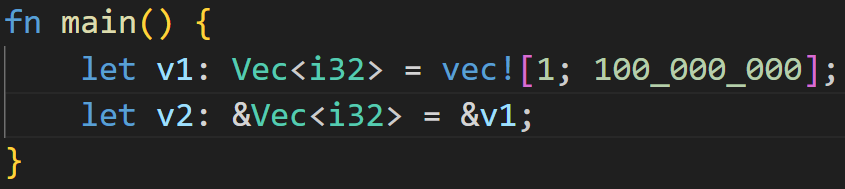 fn main() {
    let v1: Vec<i32> = vec![1; 100_000_000];
    let v2: &Vec<i32> = &v1;
}